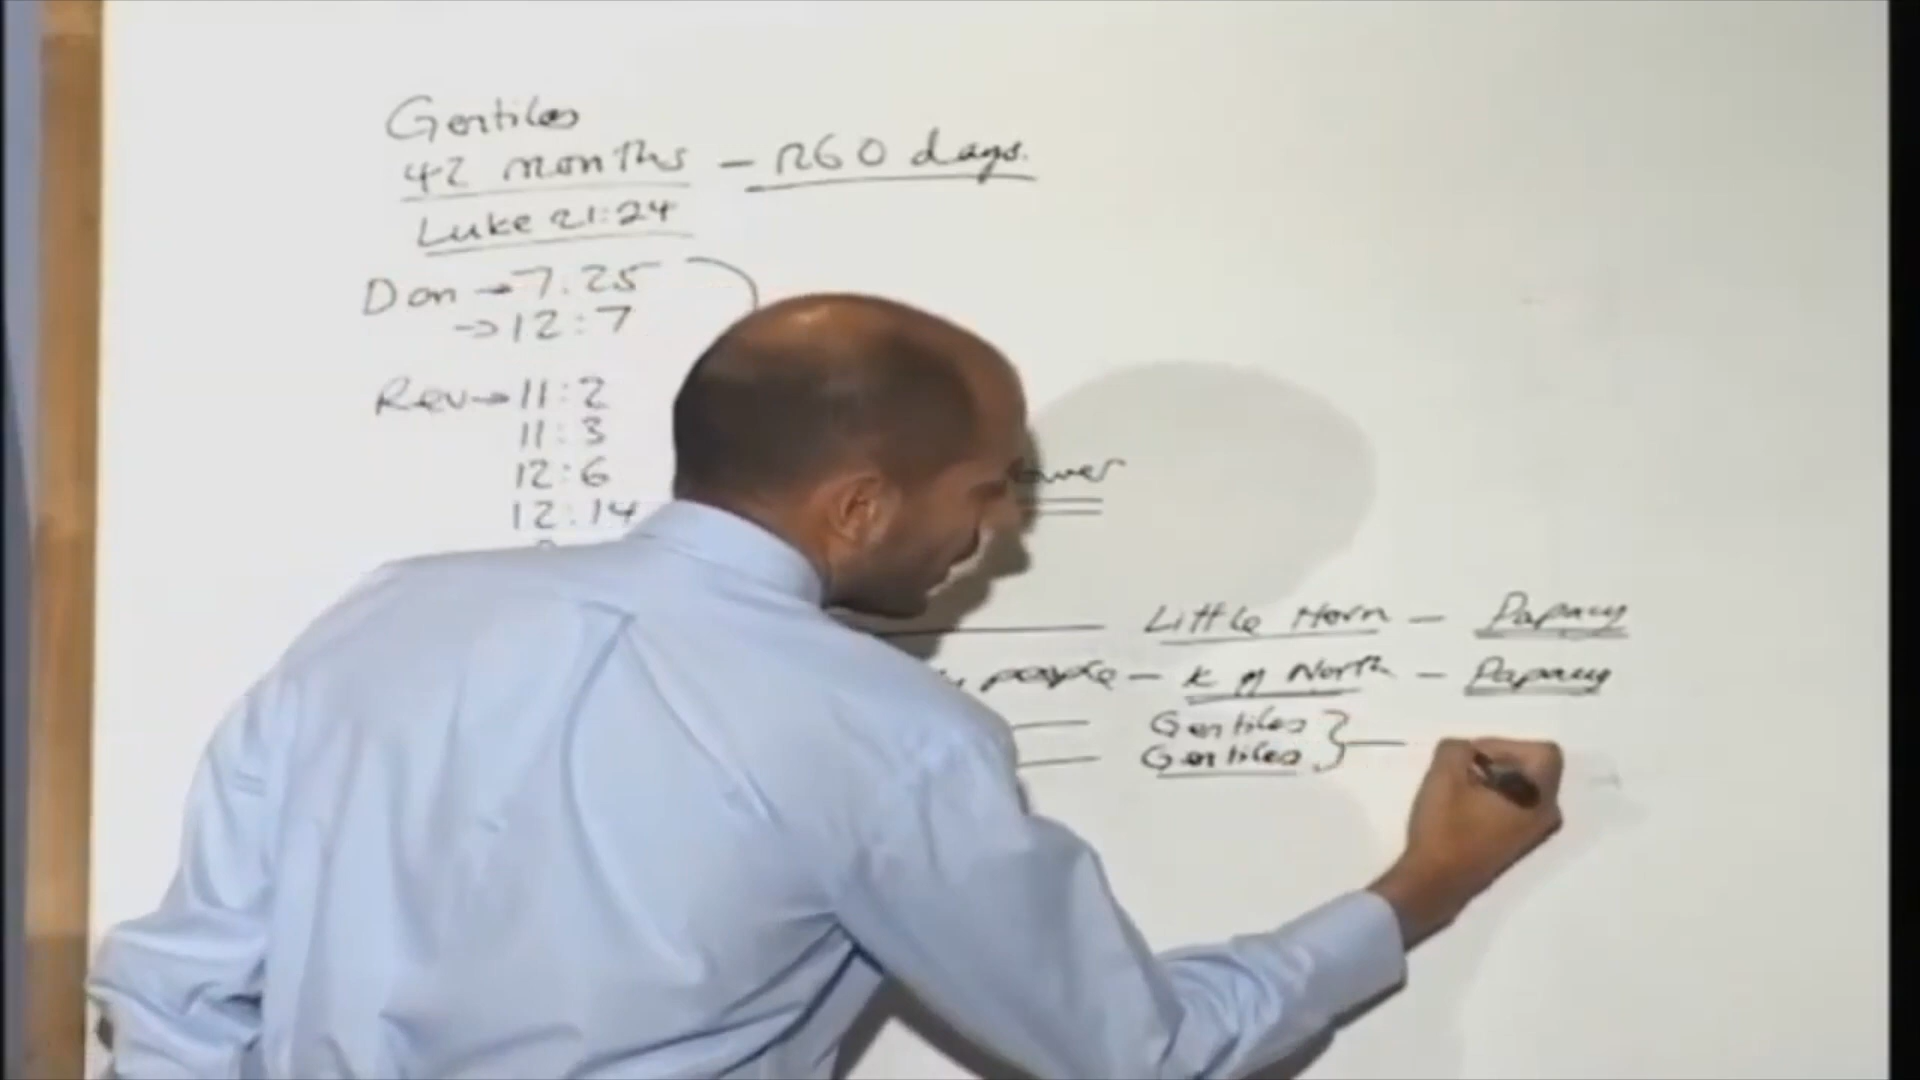 Gentiles
42 months - 1260 days.
Luke 21:24
Dan → 7:25
→ 12:7
Rev → 11:2
11:3
12:6
12:14
Little Horn - Papacy
people - K of North - Papacy
Gentiles
Gentiles